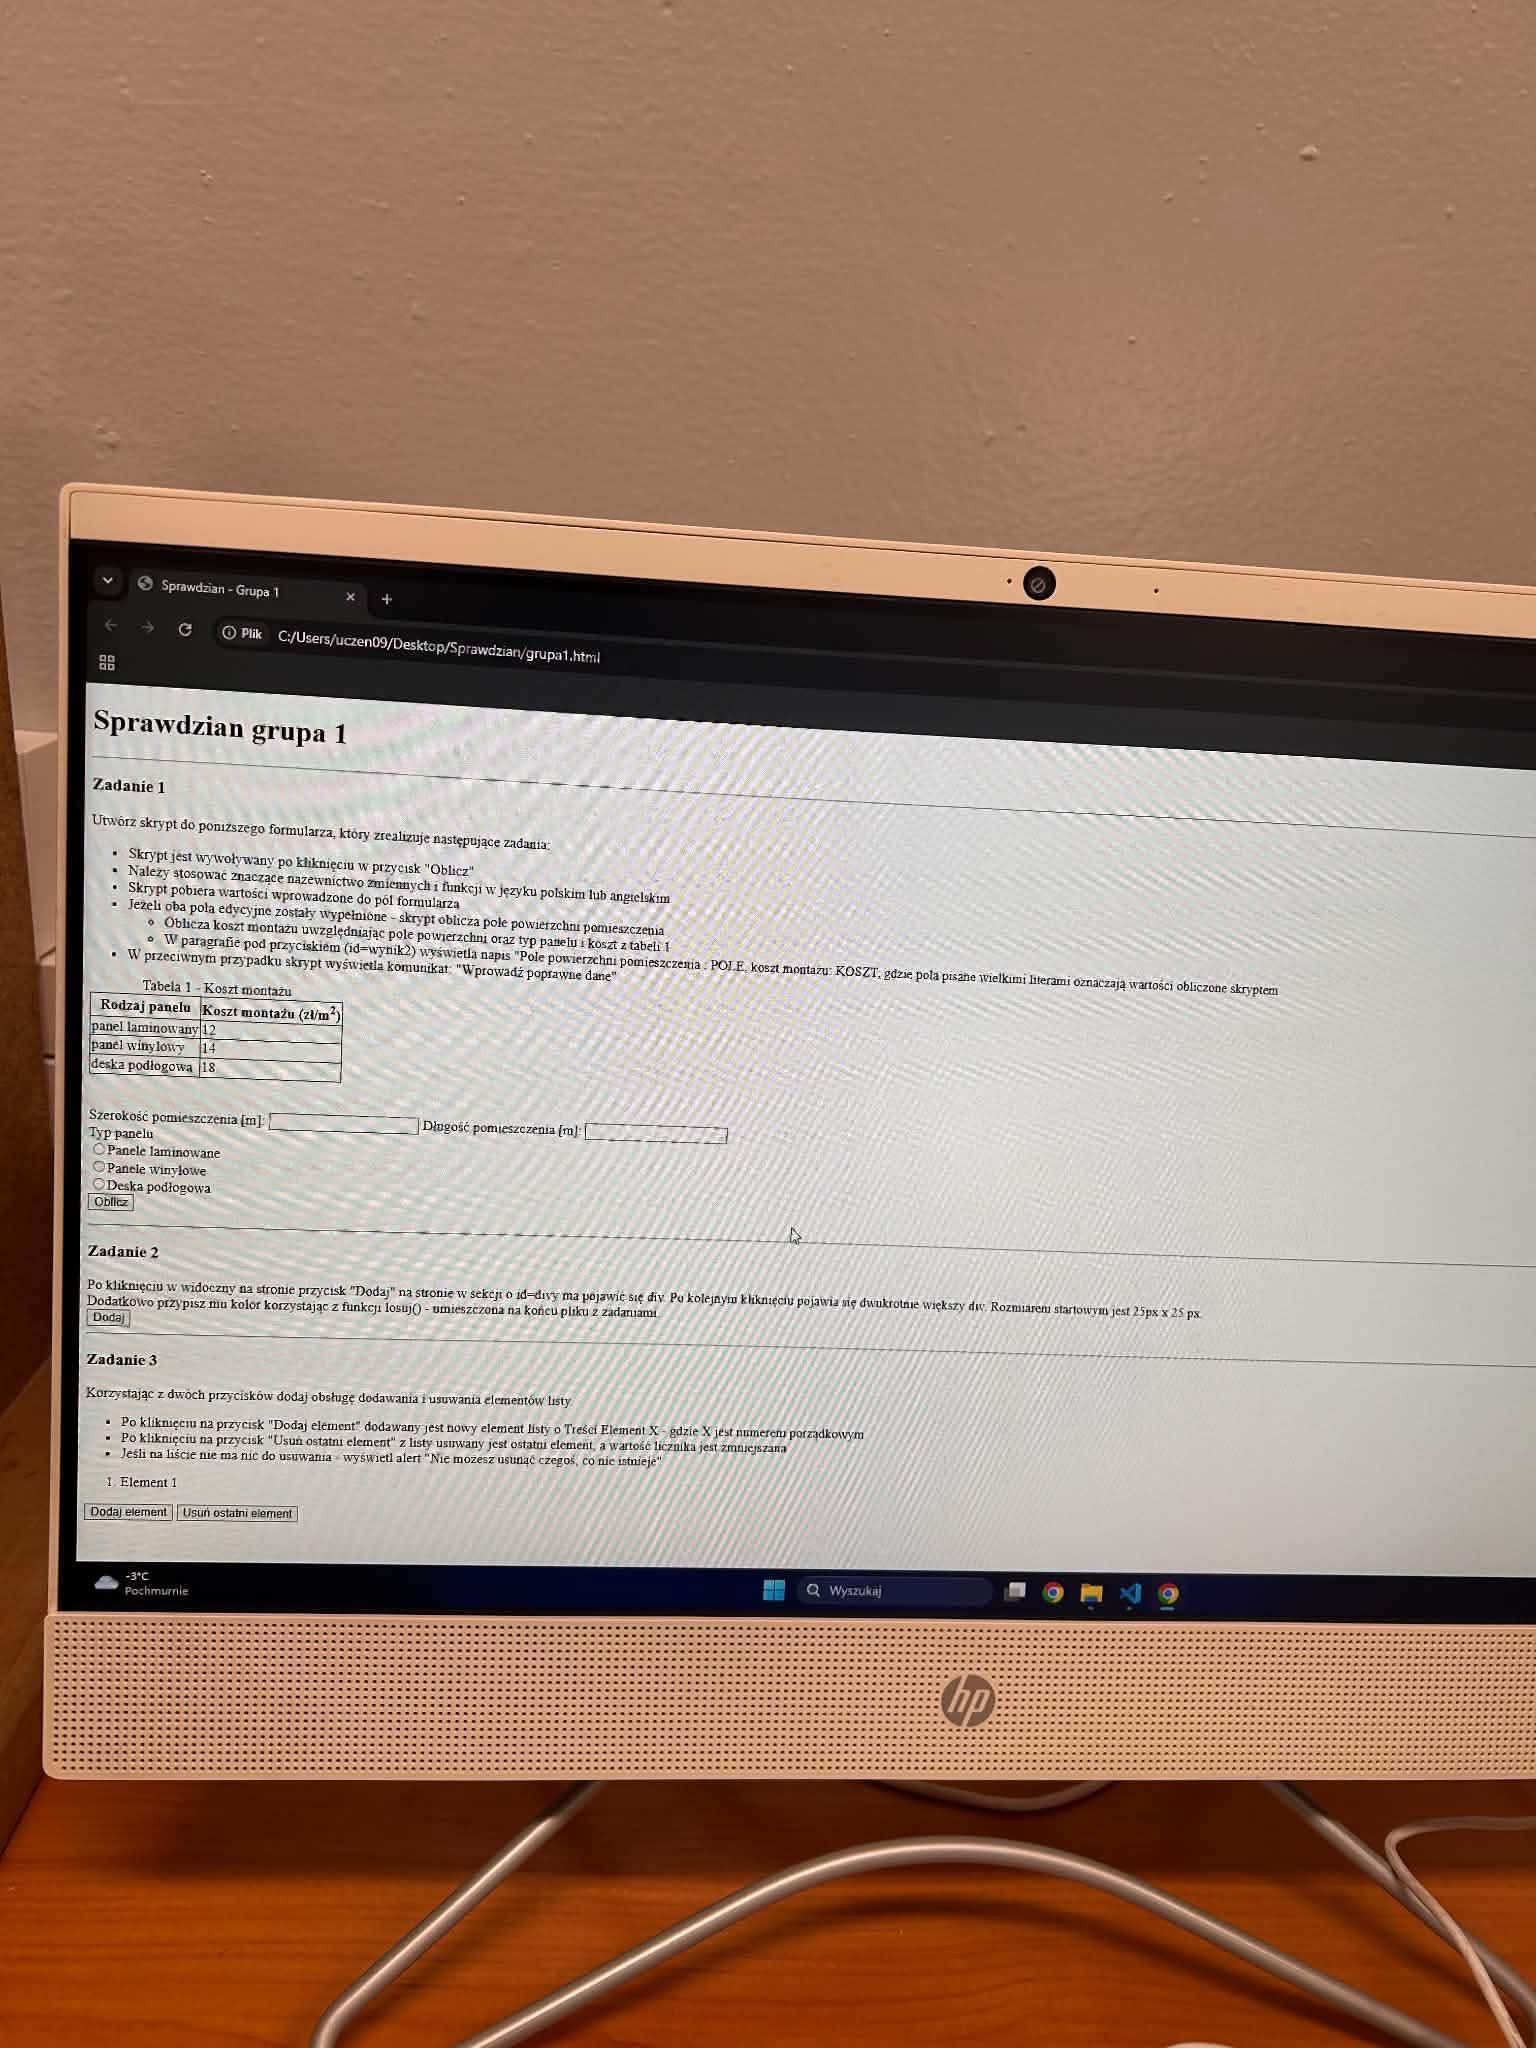 Sprawdzian - Grupa 1
Plik C:/Users/uczen09/Desktop/Sprawdzian/grupa1.html
Sprawdzian grupa 1
Zadanie 1
Utwórz skrypt do poniższego formularza, który zrealizuje następujące zadania:
Skrypt jest wywoływany po kliknięciu w przycisk "Oblicz"
Należy stosować znaczące nazewnictwo zmiennych i funkcji w języku polskim lub angielskim
Skrypt pobiera wartości wprowadzone do pól formularza
Jeżeli oba pola edycyjne zostały wypełnione - skrypt oblicza pole powierzchni pomieszczenia
Oblicza koszt montażu uwzględniając pole powierzchni oraz typ panelu i koszt z tabeli 1
W paragrafie pod przyciskiem (id=wynik2) wyświetla napis "Pole powierzchni pomieszczenia : POLE, koszt montażu: KOSZT, gdzie pola pisane wielkimi literami oznaczają wartości obliczone skryptem
W przeciwnym przypadku skrypt wyświetla komunikat: "Wprowadź poprawne dane"
Tabela 1 - Koszt montażu
Rodzaj panelu Koszt montażu (zł/m²)
panel laminowany 12
panel winylowy 14
deska podłogowa 18
Szerokość pomieszczenia [m]: Długość pomieszczenia [m]:
Typ panelu
Panele laminowane
Panele winylowe
Deska podłogowa
Oblicz
Zadanie 2
Po kliknięciu w widoczny na stronie przycisk "Dodaj" na stronie w sekcji o id=divy ma pojawić się div. Po kolejnym kliknięciu pojawia się dwukrotnie większy div. Rozmiarem startowym jest 25px x 25 px.
Dodatkowo przypisz mu kolor korzystając z funkcji losuj() - umieszczona na końcu pliku z zadaniami.
Dodaj
Zadanie 3
Korzystając z dwóch przycisków dodaj obsługę dodawania i usuwania elementów listy.
Po kliknięciu na przycisk "Dodaj element" dodawany jest nowy element listy o Treści Element X - gdzie X jest numerem porządkowym
Po kliknięciu na przycisk "Usuń ostatni element" z listy usuwany jest ostatni element, a wartość licznika jest zmniejszana
Jeśli na liście nie ma nic do usuwania - wyświetl alert "Nie możesz usunąć czegoś, co nie istnieje"
1. Element 1
Dodaj element Usuń ostatni element
-3°C
Pochmurnie
Wyszukaj
hp